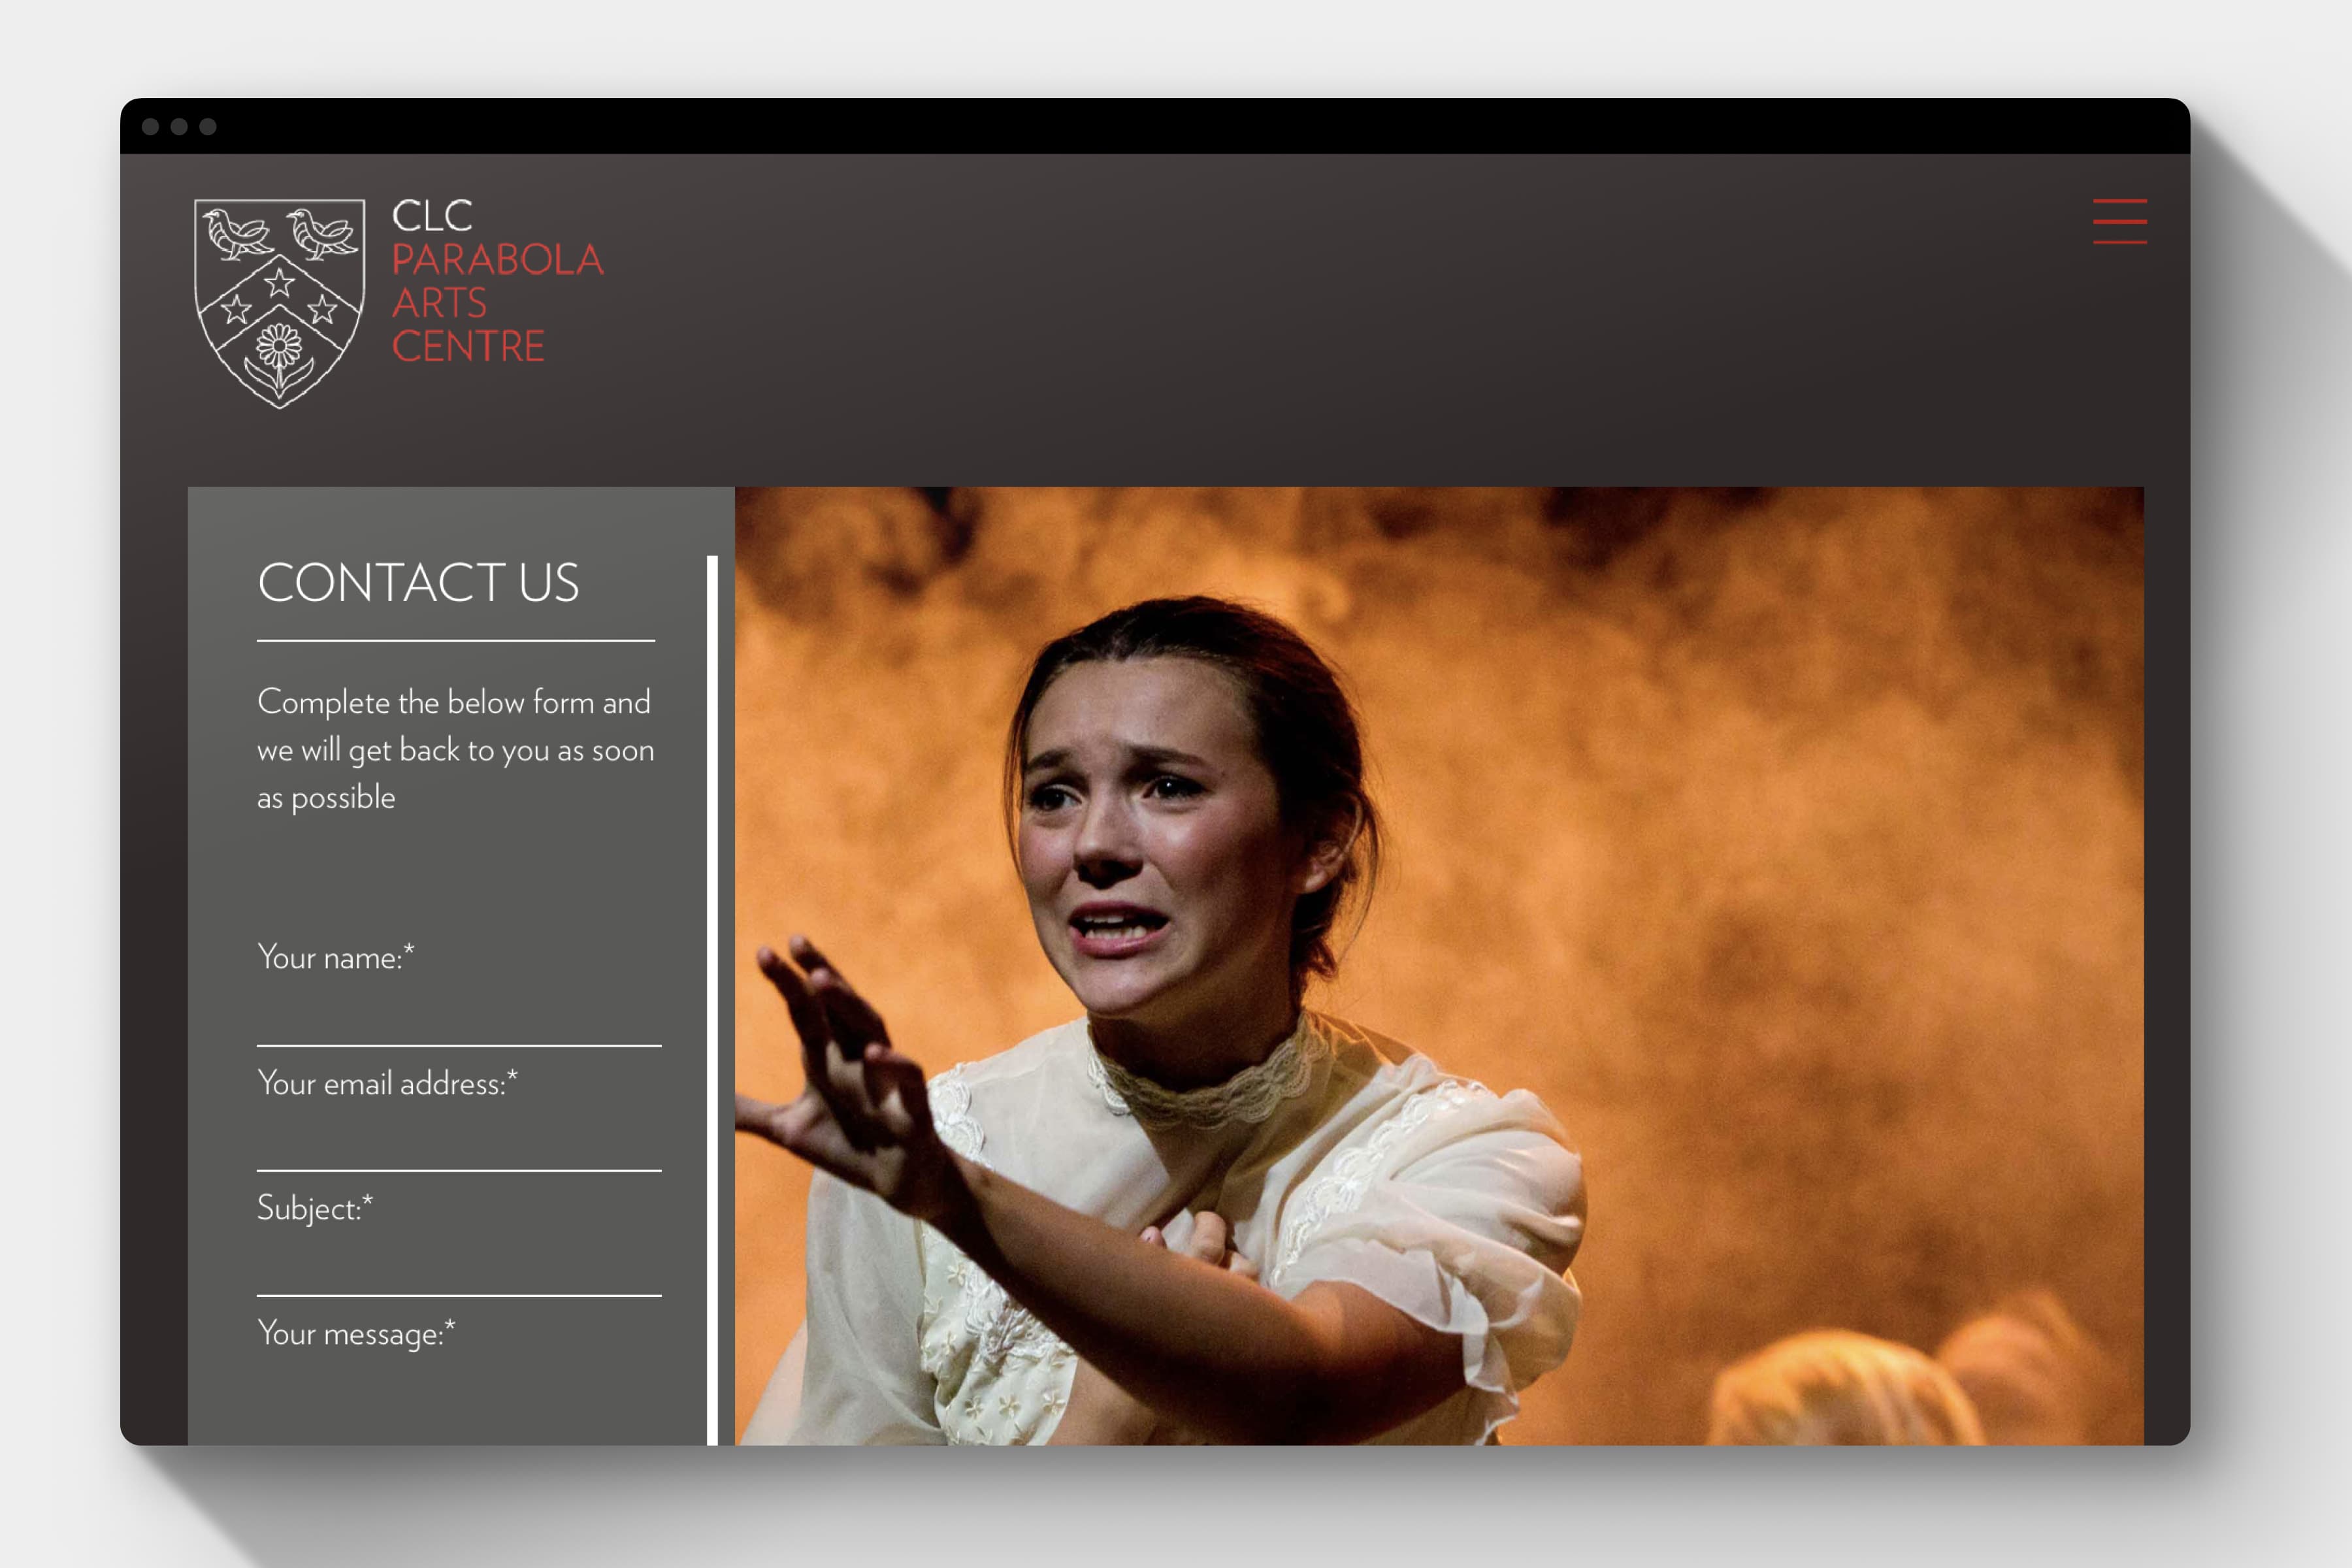 CLC
PARABOLA
ARTS
CENTRE
CONTACT US
Complete the below form and
we will get back to you as soon
as possible
Your name:*
Your email address:*
Subject:*
Your message:*